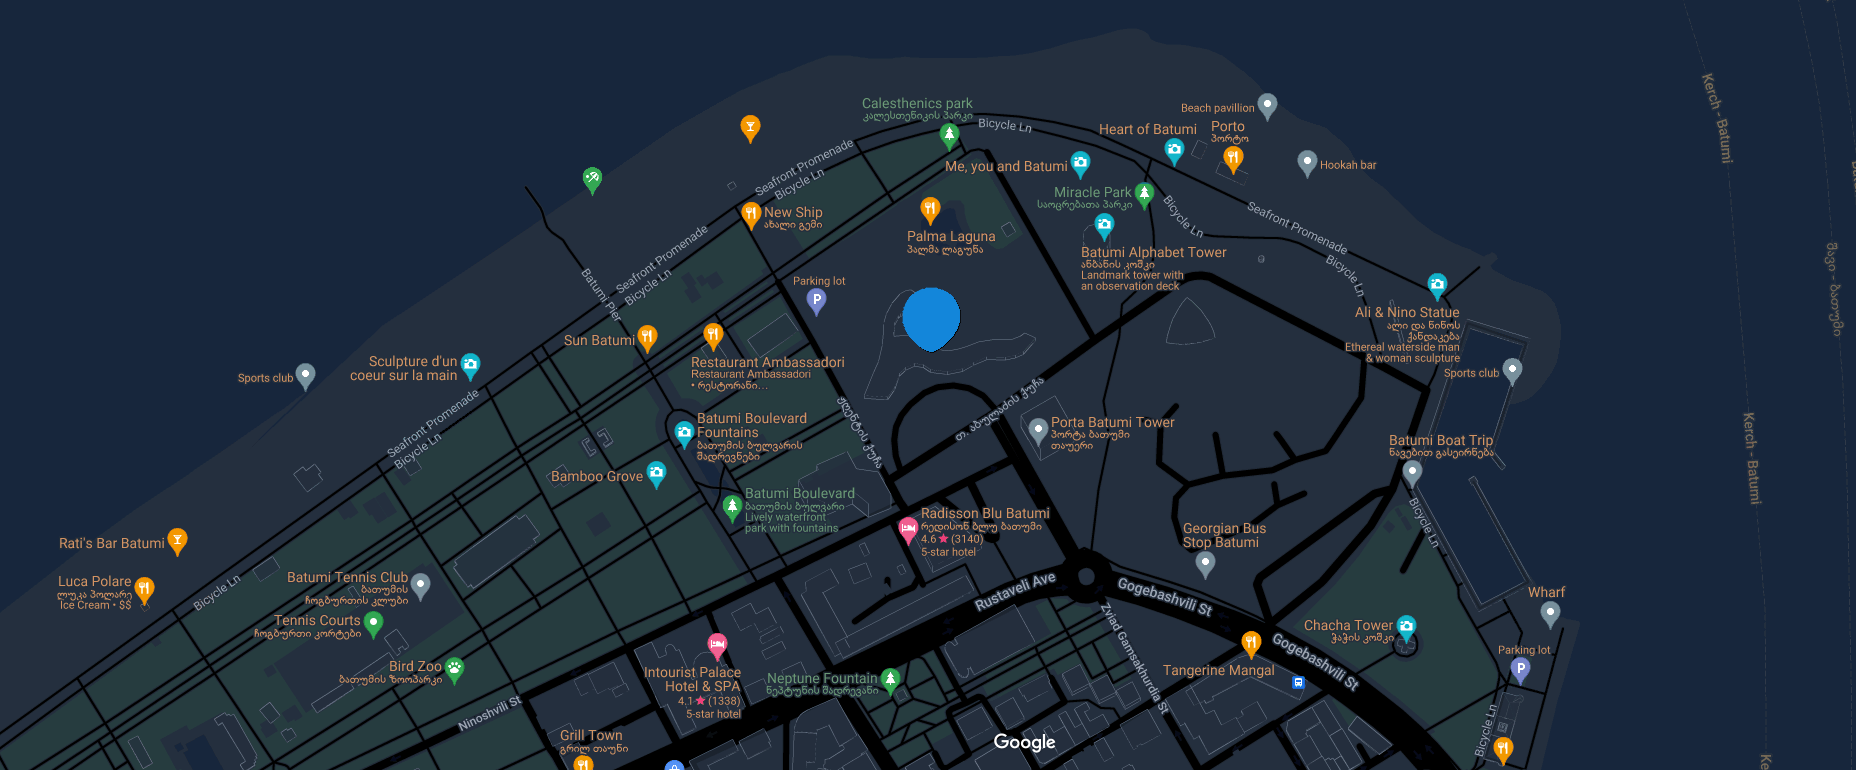 Calesthenics park
კალესთენიკის პარკი
Bicycle Ln
Beach pavillion
Heart of Batumi
Porto
პორტო
Kerch - Batumi
Seafront Promenade
Bicycle Ln
Me, you and Batumi
Hookah bar
Miracle Park
საოცრებათა პარკი
Bicycle Ln
Seafront Promenade
New Ship
ახალი გემი
Palma Laguna
პალმა ლაგუნა
Batumi Alphabet Tower
ანბანის კოშკი
Landmark tower with
an observation deck
Seafront Promenade
Bicycle Ln
Batumi Pier
Parking lot
Bicycle Ln
Ali & Nino Statue
ალი და ნინოს
ქანდაკება
Ethereal waterside man
& woman sculpture
Sports club
Sun Batumi
Restaurant Ambassadori
Restaurant Ambassadori
• რესტორანი...
Sculpture d'un
coeur sur la main
Sports club
Seafront Promenade
Bicycle Ln
Batumi Boulevard
Fountains
ბათუმის ბულვარის
შადრევნები
Porta Batumi Tower
პორტა ბათუმი
თაუერი
Batumi Boat Trip
ნავებით გასეირნება
Kerch - Batumi
Bamboo Grove
Batumi Boulevard
ბათუმის ბულვარი
Lively waterfront
park with fountains
Radisson Blu Batumi
რედისონ ბლუ ბათუმი
4.6★(3140)
5-star hotel
Georgian Bus
Stop Batumi
Bicycle Ln
Rati's Bar Batumi
Luca Polare
ლუკა პოლარე
Ice Cream • $$
Bicycle Ln
Batumi Tennis Club
ბათუმის
ჩოგბურთის კლუბი
Tennis Courts
ჩოგბურთი კორტები
Bird Zoo
ბათუმის ზოოპარკი
Rustaveli Ave
Gogebashvili St
Zviad Gamsakhurdia St
Wharf
Chacha Tower
ჭაჭის კოშკი
Gogebashvili St
Parking lot
Intourist Palace
Hotel & SPA
4.1★(1338)
5-star hotel
Neptune Fountain
ნეპტუნის შადრევანი
Tangerine Mangal
Ninoshvili St
Grill Town
გრილ თაუნი
Bicycle Ln
Google